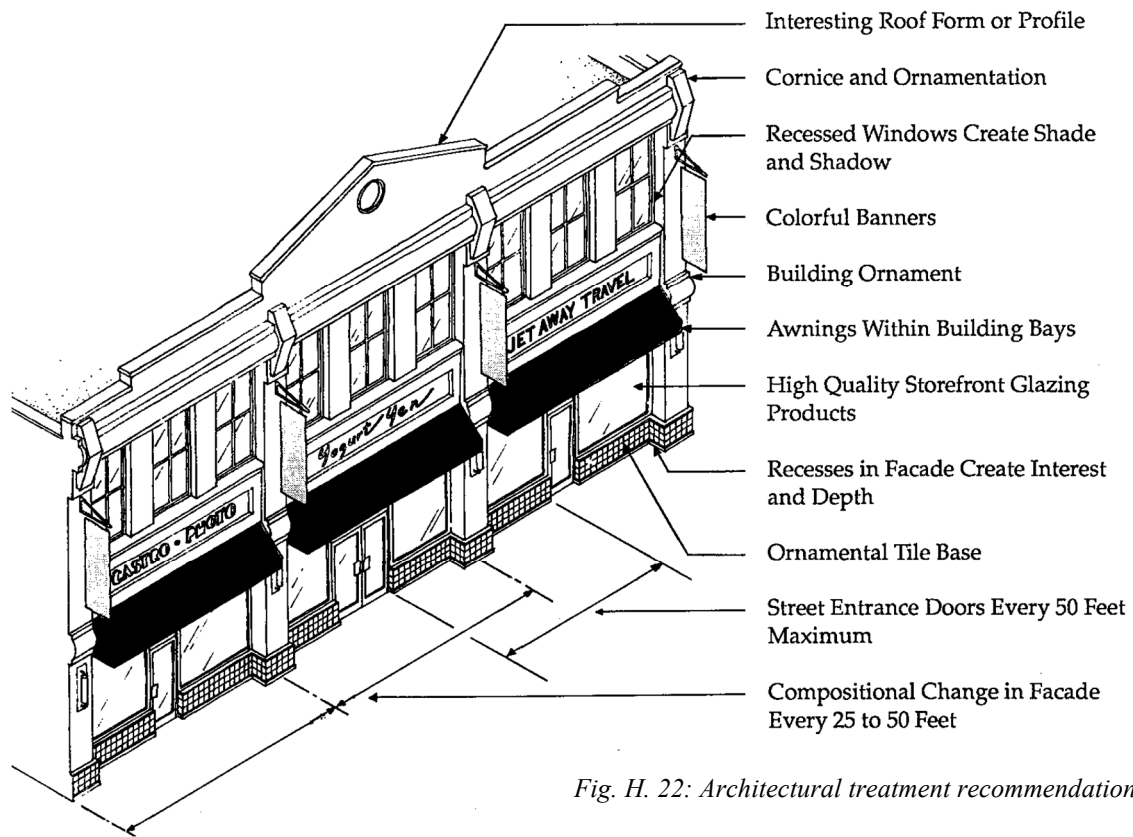 Interesting Roof Form or Profile
Cornice and Ornamentation
Recessed Windows Create Shade
and Shadow
Colorful Banners
Building Ornament
Awnings Within Building Bays
High Quality Storefront Glazing
Products
Recesses in Facade Create Interest
and Depth
Ornamental Tile Base
Street Entrance Doors Every 50 Feet
Maximum
Compositional Change in Facade
Every 25 to 50 Feet
JET AWAY TRAVEL
Yogurt Yen
CASTRO • PHOTO
Fig. H. 22: Architectural treatment recommendation